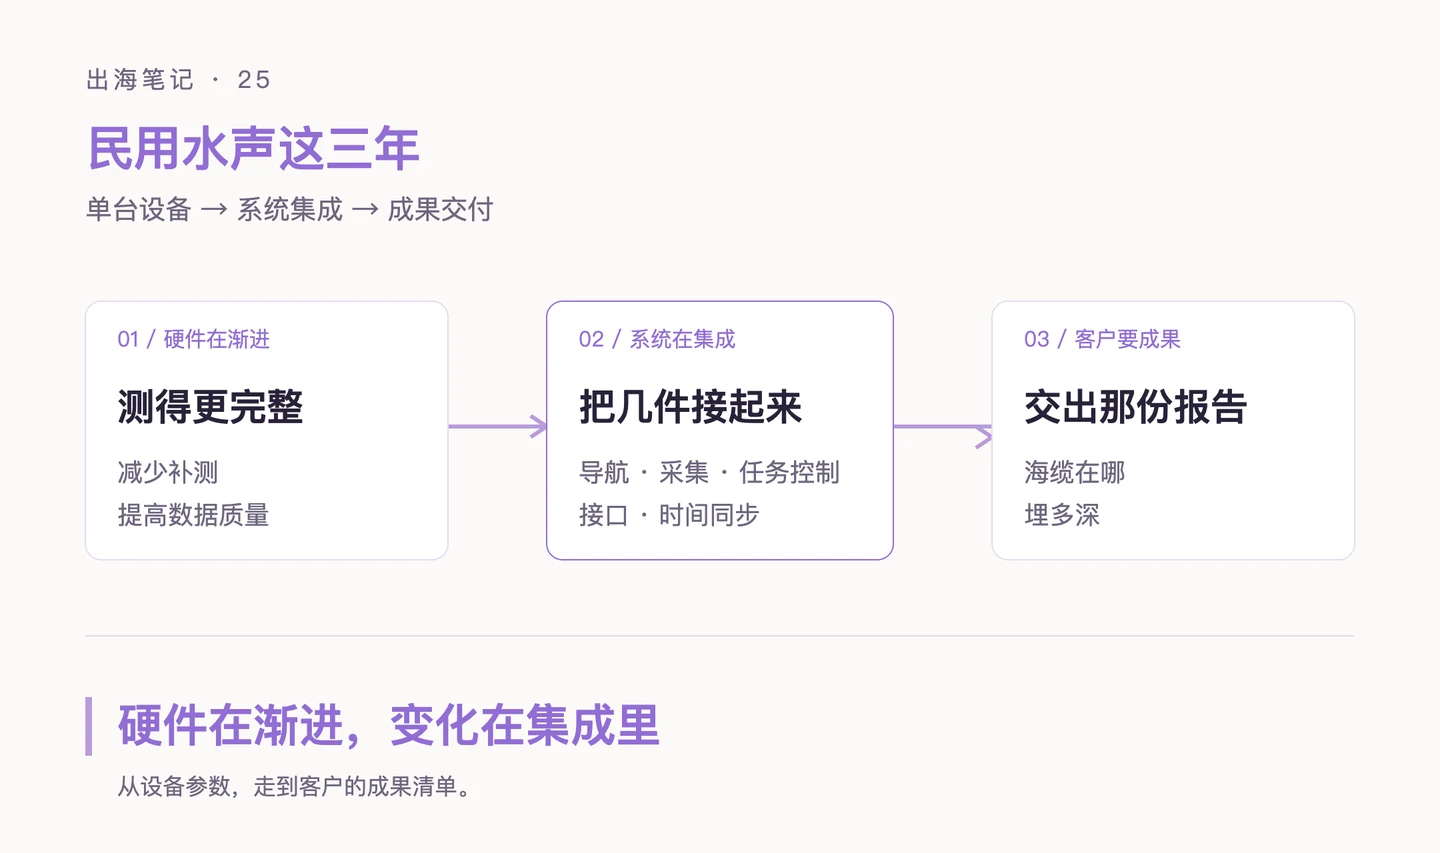 出海笔记 · 25
民用水声这三年
单台设备 → 系统集成 → 成果交付
01 / 硬件在渐进
测得更完整
减少补测
提高数据质量
02 / 系统在集成
把几件接起来
导航 · 采集 · 任务控制
接口 · 时间同步
03 / 客户要成果
交出那份报告
海缆在哪
埋多深
硬件在渐进，变化在集成里
从设备参数，走到客户的成果清单。